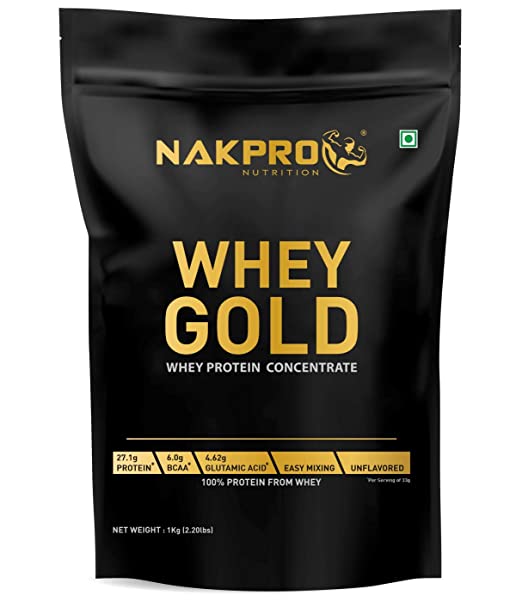 NAKPRO®
NUTRITION
WHEY
GOLD
WHEY PROTEIN CONCENTRATE
27.1g PROTEIN* 6.0g BCAA* 4.62g GLUTAMIC ACID* EASY MIXING UNFLAVORED
100% PROTEIN FROM WHEY
*Per Serving of 33g
NET WEIGHT : 1Kg (2.20lbs)